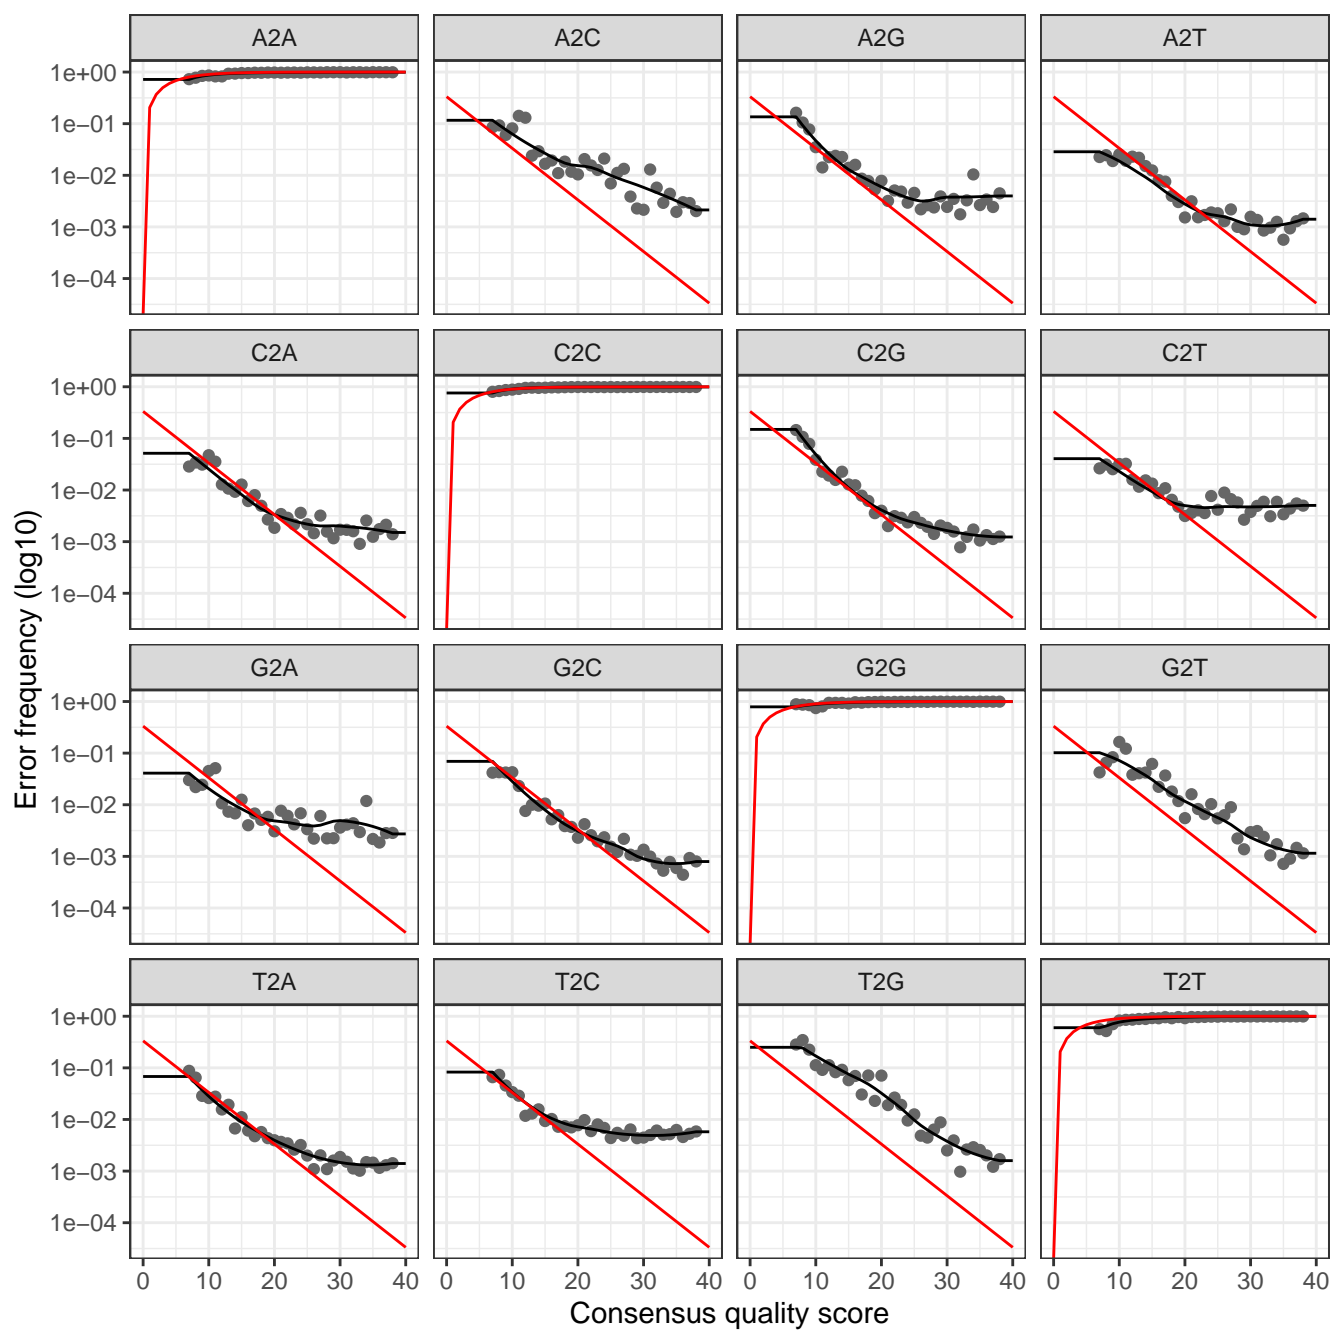 A2A A2C A2G A2T
1e+00
1e−01
1e−02
1e−03
1e−04
C2A C2C C2G C2T
1e+00
1e−01
1e−02
1e−03
1e−04
G2A G2C G2G G2T
1e+00
1e−01
1e−02
1e−03
1e−04
T2A T2C T2G T2T
1e+00
1e−01
1e−02
1e−03
1e−04
0 10 20 30 40 0 10 20 30 40 0 10 20 30 40 0 10 20 30 40
Consensus quality score
Error frequency (log10)